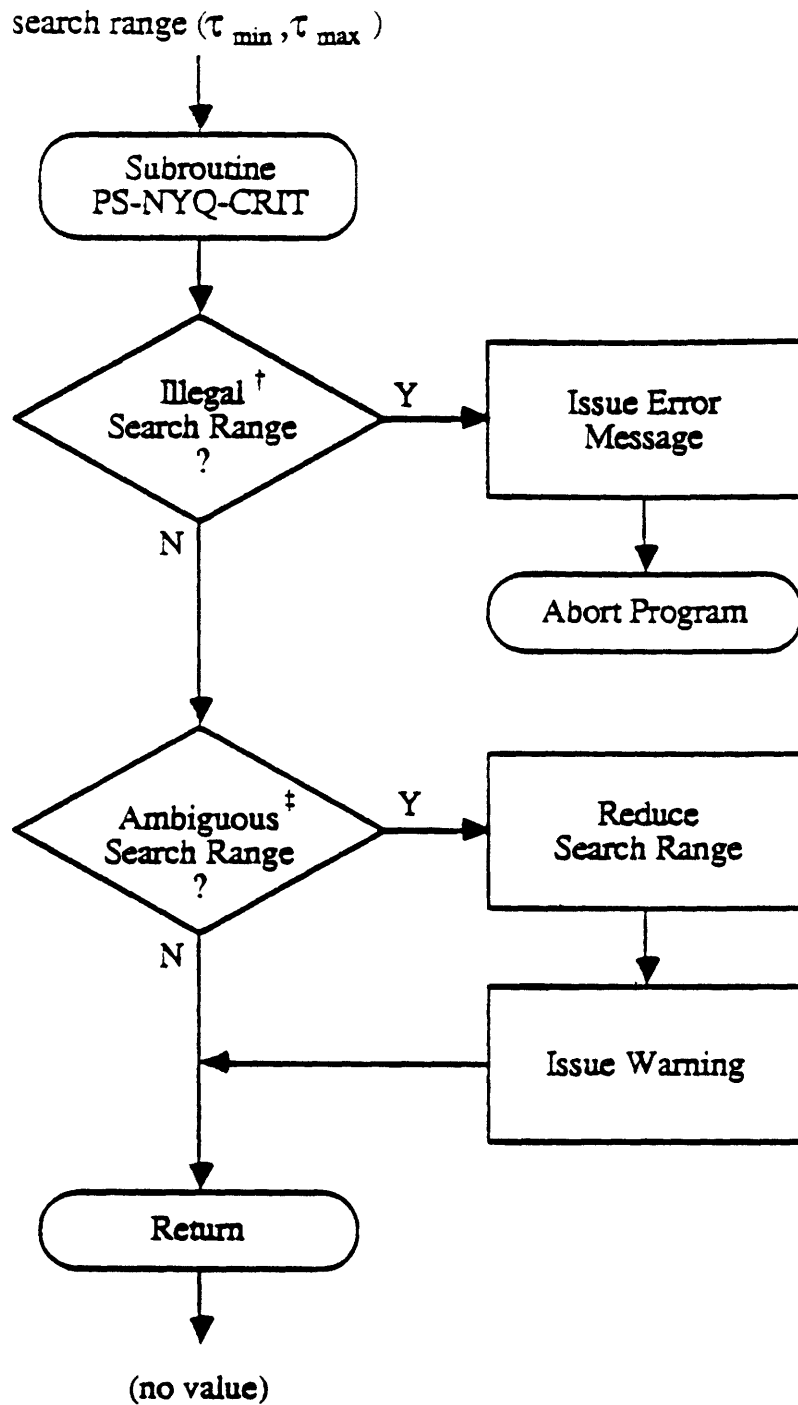 search range (τ min , τ max )
Subroutine
PS-NYQ-CRIT
Illegal †
Search Range
?
Y
Issue Error
Message
N
Abort Program
Ambiguous ‡
Search Range
?
Y
Reduce
Search Range
N
Issue Warning
Return
(no value)